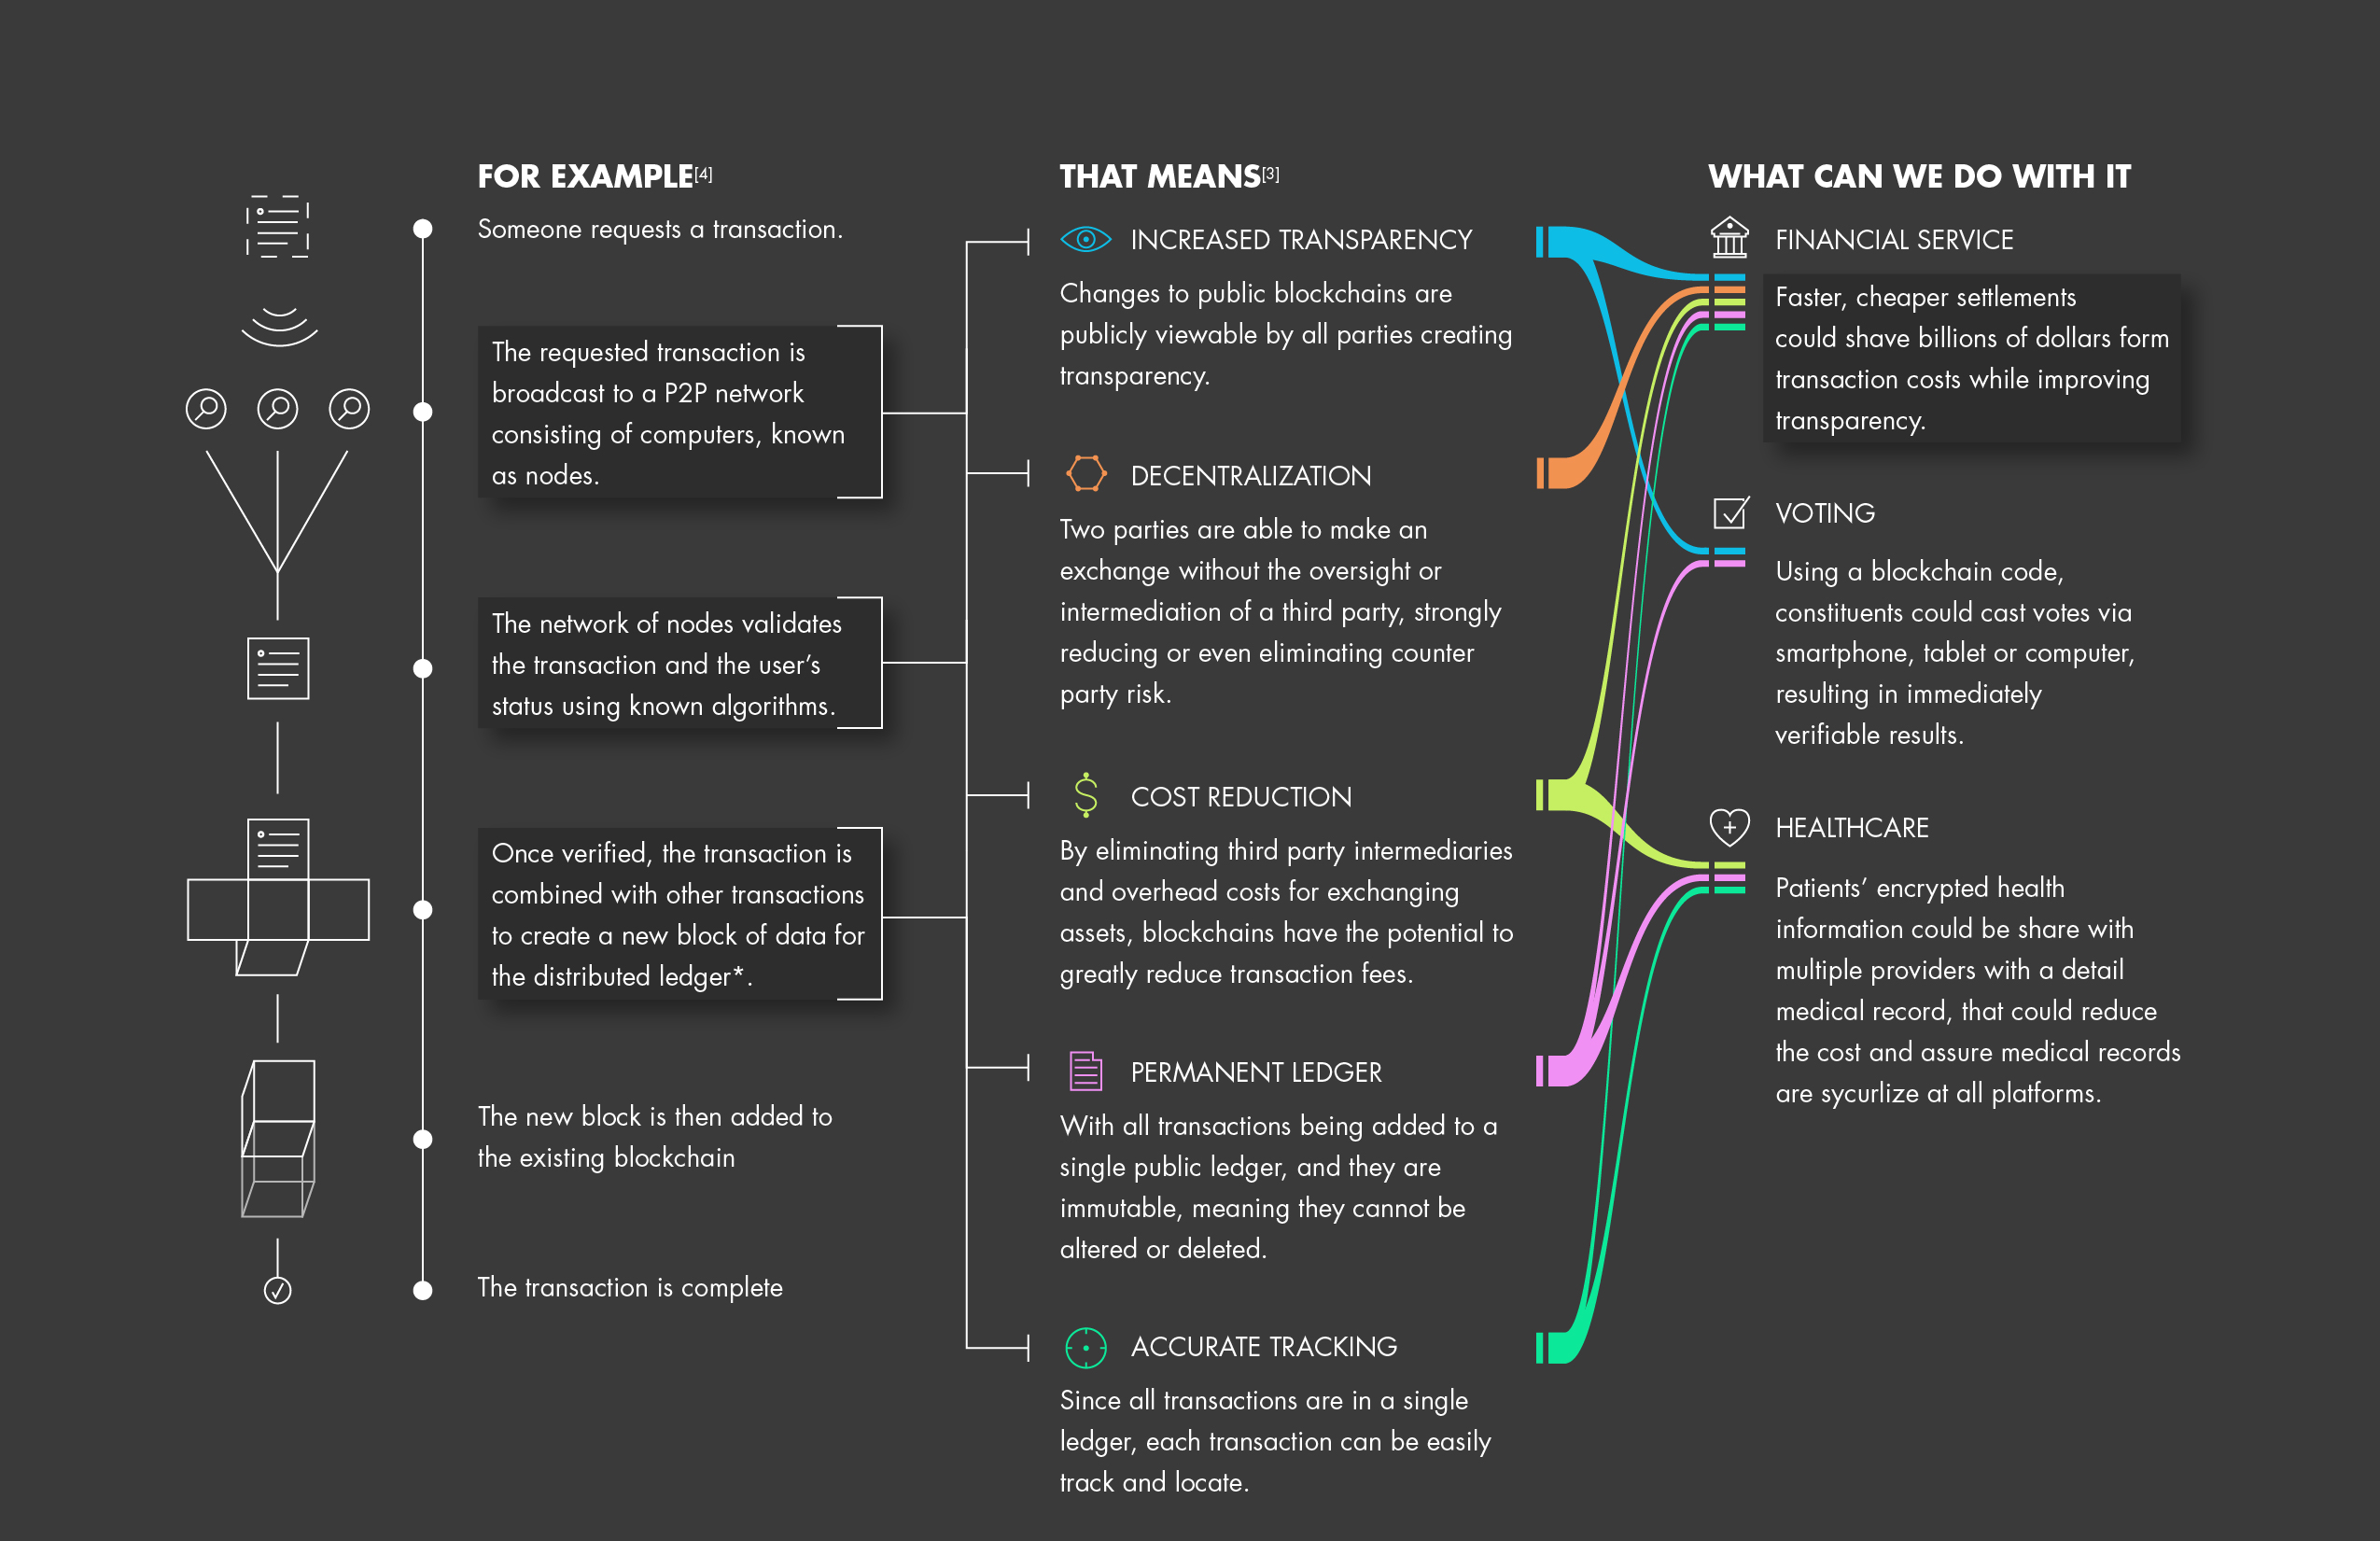 FOR EXAMPLE[4]
Someone requests a transaction.
The requested transaction is
broadcast to a P2P network
consisting of computers, known
as nodes.
The network of nodes validates
the transaction and the user's
status using known algorithms.
Once verified, the transaction is
combined with other transactions
to create a new block of data for
the distributed ledger*.
The new block is then added to
the existing blockchain
The transaction is complete
THAT MEANS[3]
INCREASED TRANSPARENCY
Changes to public blockchains are
publicly viewable by all parties creating
transparency.
DECENTRALIZATION
Two parties are able to make an
exchange without the oversight or
intermediation of a third party, strongly
reducing or even eliminating counter
party risk.
COST REDUCTION
By eliminating third party intermediaries
and overhead costs for exchanging
assets, blockchains have the potential to
greatly reduce transaction fees.
PERMANENT LEDGER
With all transactions being added to a
single public ledger, and they are
immutable, meaning they cannot be
altered or deleted.
ACCURATE TRACKING
Since all transactions are in a single
ledger, each transaction can be easily
track and locate.
WHAT CAN WE DO WITH IT
FINANCIAL SERVICE
Faster, cheaper settlements
could shave billions of dollars form
transaction costs while improving
transparency.
VOTING
Using a blockchain code,
constituents could cast votes via
smartphone, tablet or computer,
resulting in immediately
verifiable results.
HEALTHCARE
Patients' encrypted health
information could be share with
multiple providers with a detail
medical record, that could reduce
the cost and assure medical records
are sycurlize at all platforms.